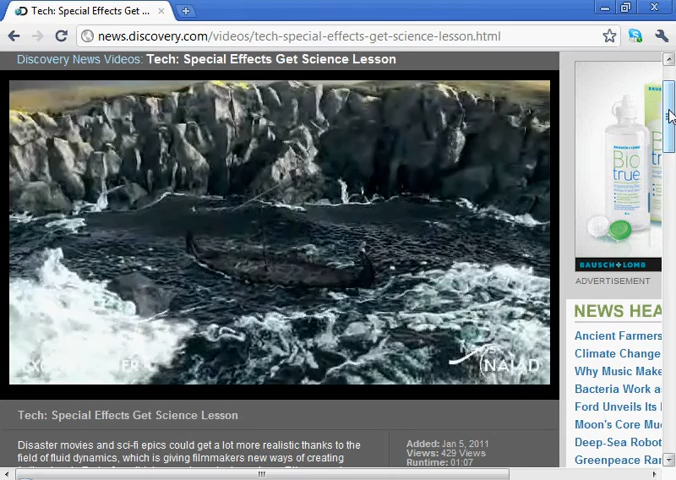 Tech: Special Effects Get ...
news.discovery.com/videos/tech-special-effects-get-science-lesson.html
Discovery News Videos: Tech: Special Effects Get Science Lesson
BAUSCH + LOMB
Bio
true
BAUSCH + LOMB
ADVERTISEMENT
NAIAD
NEWS HEA
Ancient Farmers
Climate Change
Why Music Make
Bacteria Work a
Ford Unveils Its
Moon's Core Mu
Deep-Sea Robot
Greenpeace Ran
Tech: Special Effects Get Science Lesson
Disaster movies and sci-fi epics could get a lot more realistic thanks to the
field of fluid dynamics, which is giving filmmakers new ways of creating
Added: Jan 5, 2011
Views: 429 Views
Runtime: 01:07